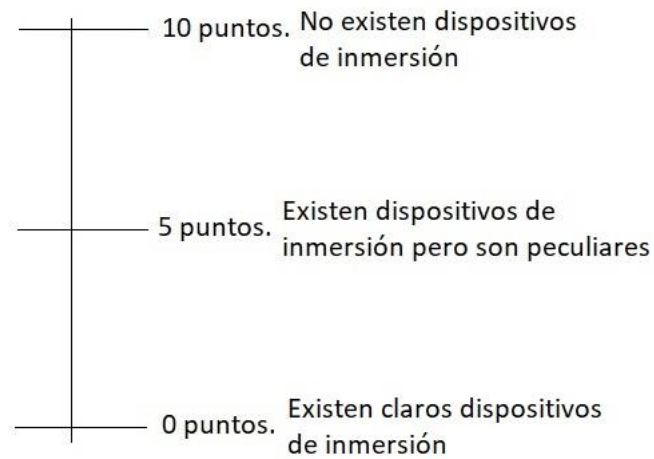 10 puntos. No existen dispositivos
de inmersión
5 puntos. Existen dispositivos de
inmersión pero son peculiares
0 puntos. Existen claros dispositivos
de inmersión